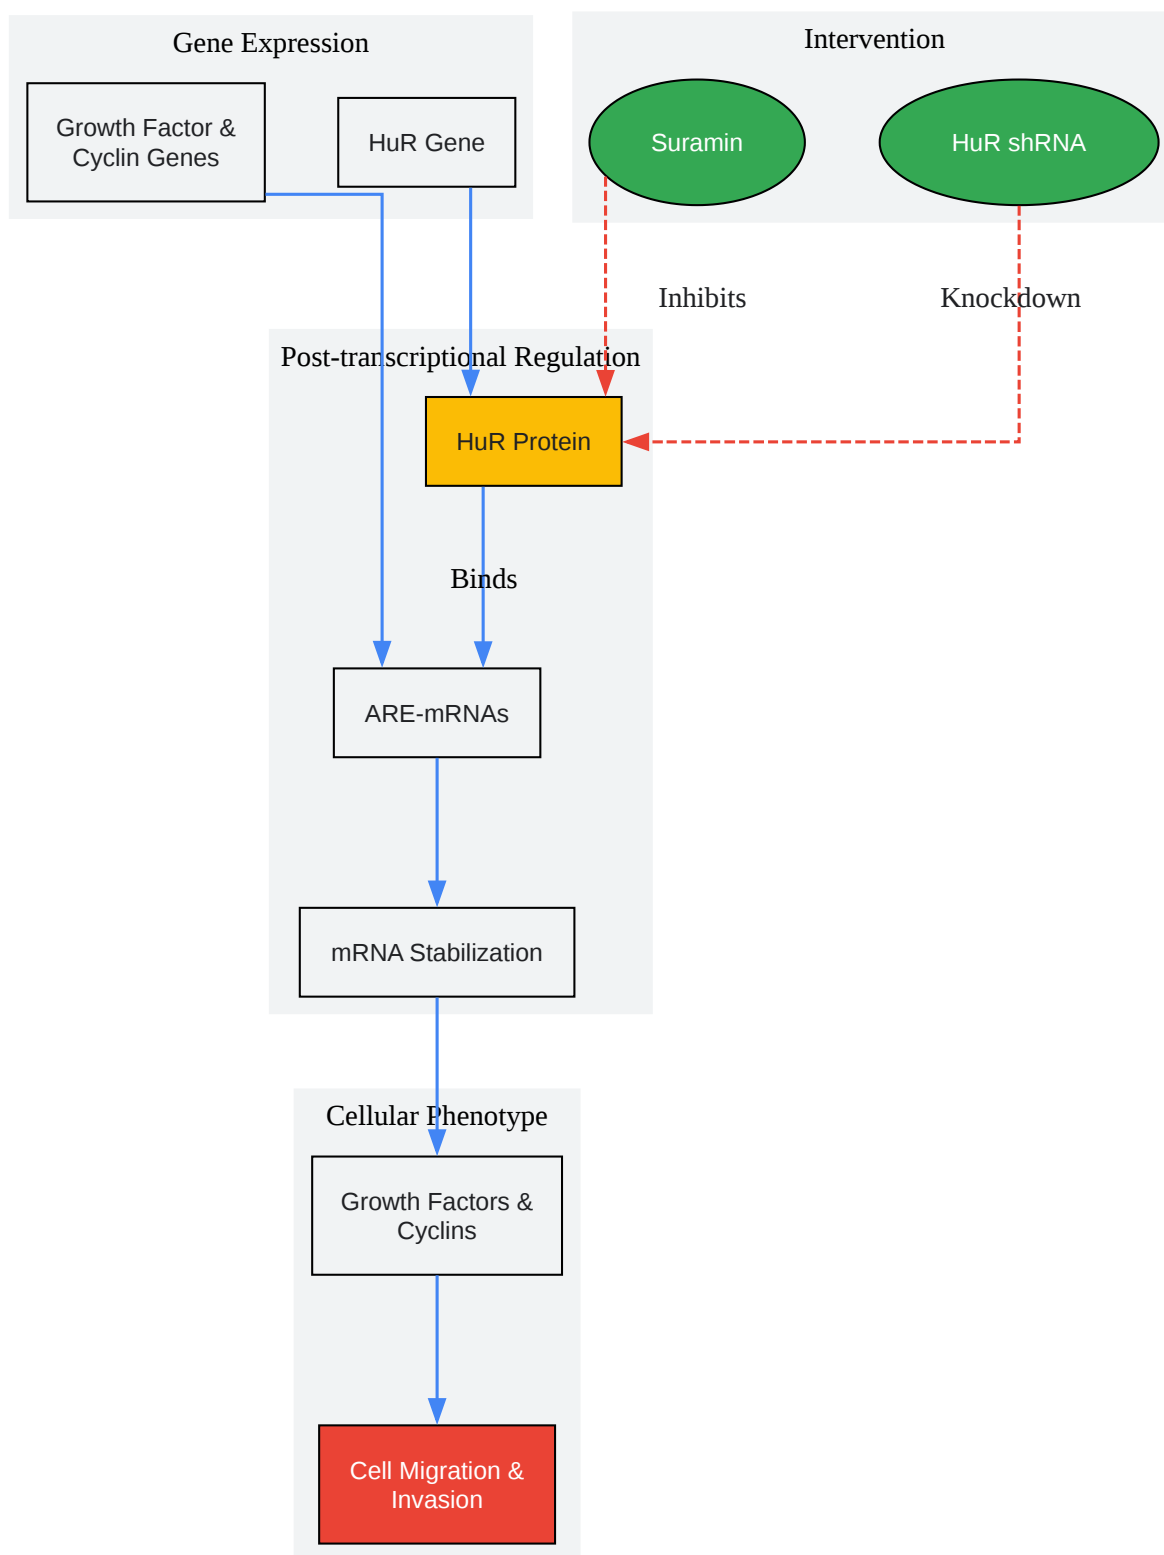 Gene Expression
Intervention
Growth Factor &
Cyclin Genes
HuR Gene
Suramin
HuR shRNA
Inhibits
Knockdown
Post-transcriptional Regulation
HuR Protein
Binds
ARE-mRNAs
mRNA Stabilization
Cellular Phenotype
Growth Factors &
Cyclins
Cell Migration &
Invasion